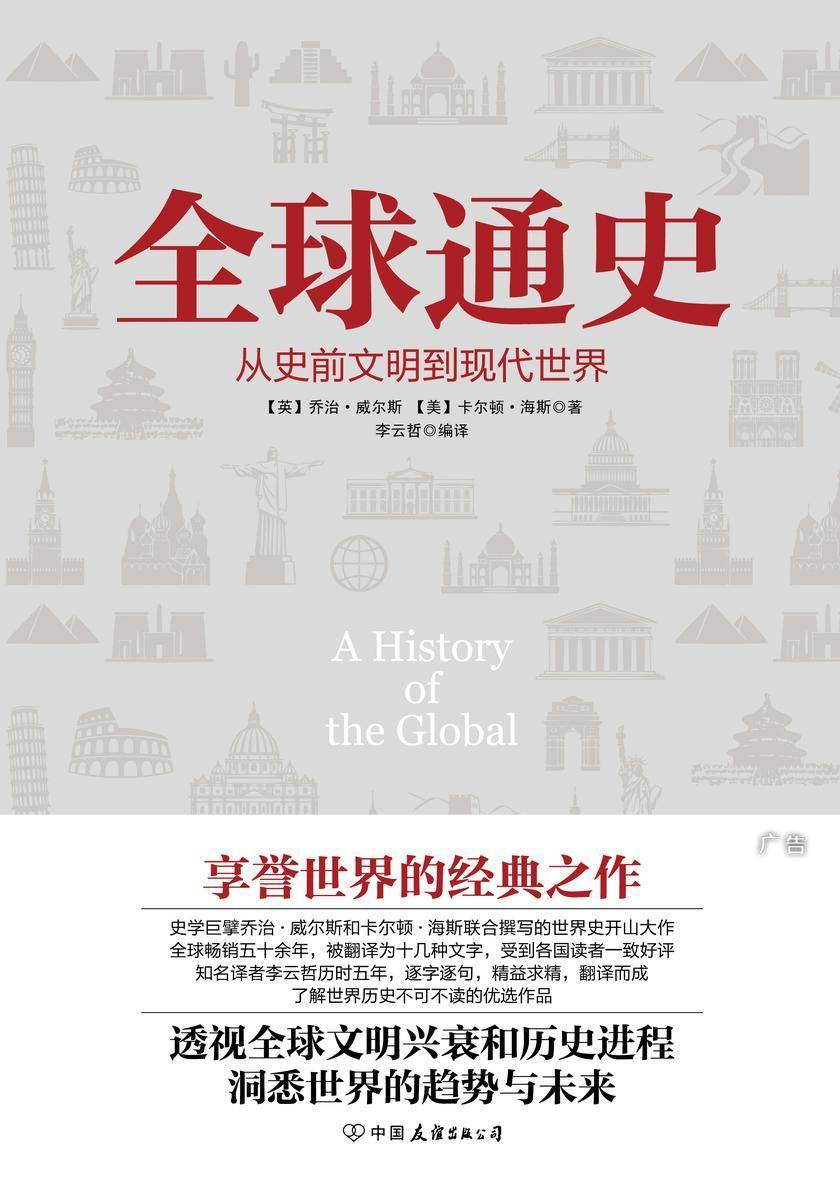 全球通史
从史前文明到现代世界
【英】乔治·威尔斯 【美】卡尔顿·海斯◎著
李云哲◎编译
A History
of
the Global
广告
享誉世界的经典之作
史学巨擘乔治·威尔斯和卡尔顿·海斯联合撰写的世界史开山大作
全球畅销五十余年，被翻译为十几种文字，受到各国读者一致好评
知名译者李云哲历时五年，逐字逐句，精益求精，翻译而成
了解世界历史不可不读的优选作品
透视全球文明兴衰和历史进程
洞悉世界的趋势与未来
中国友谊出版公司